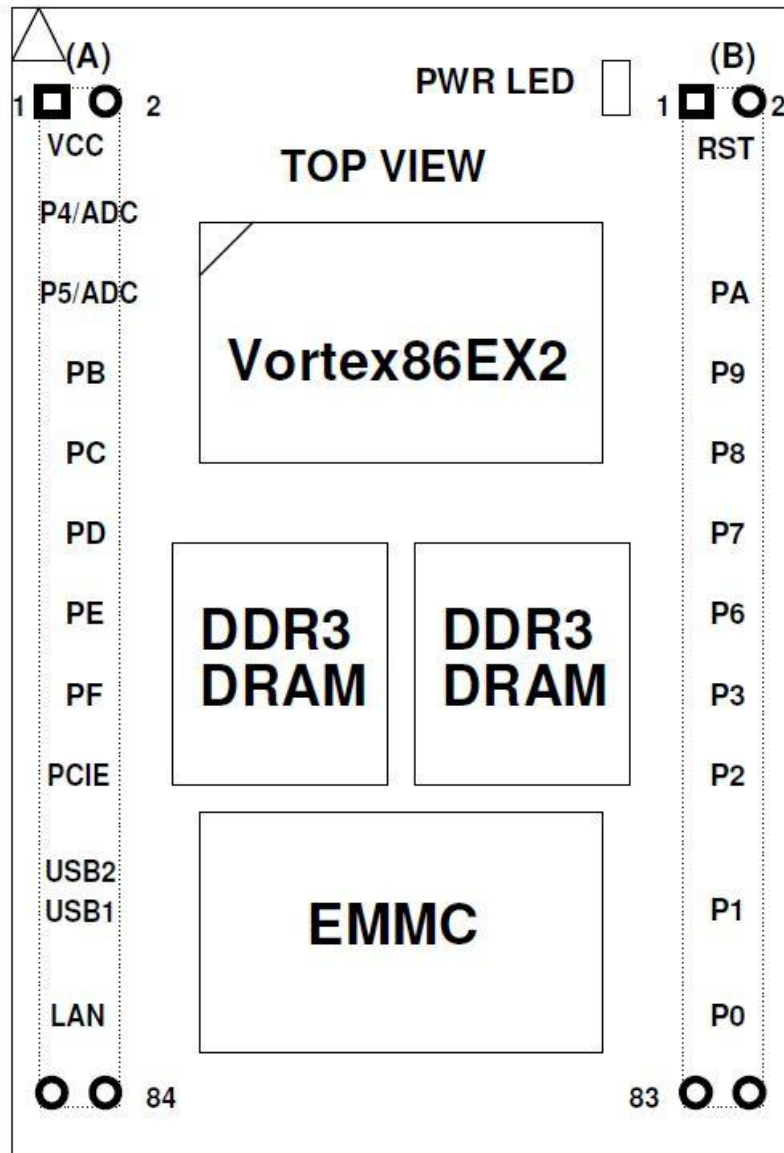 (A)
PWR LED
(B)
1
2
1
2
VCC
TOP VIEW
RST
P4/ADC
P5/ADC
PA
Vortex86EX2
PB
P9
PC
P8
PD
P7
PE
DDR3
DRAM
DDR3
DRAM
P6
PF
P3
PCIE
P2
USB2
USB1
EMMC
P1
LAN
P0
84
83